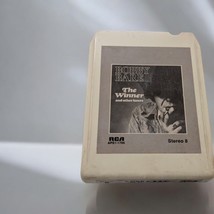 BOBBY
BARE
The
Winner
and other losers
RCA
Stereo 8